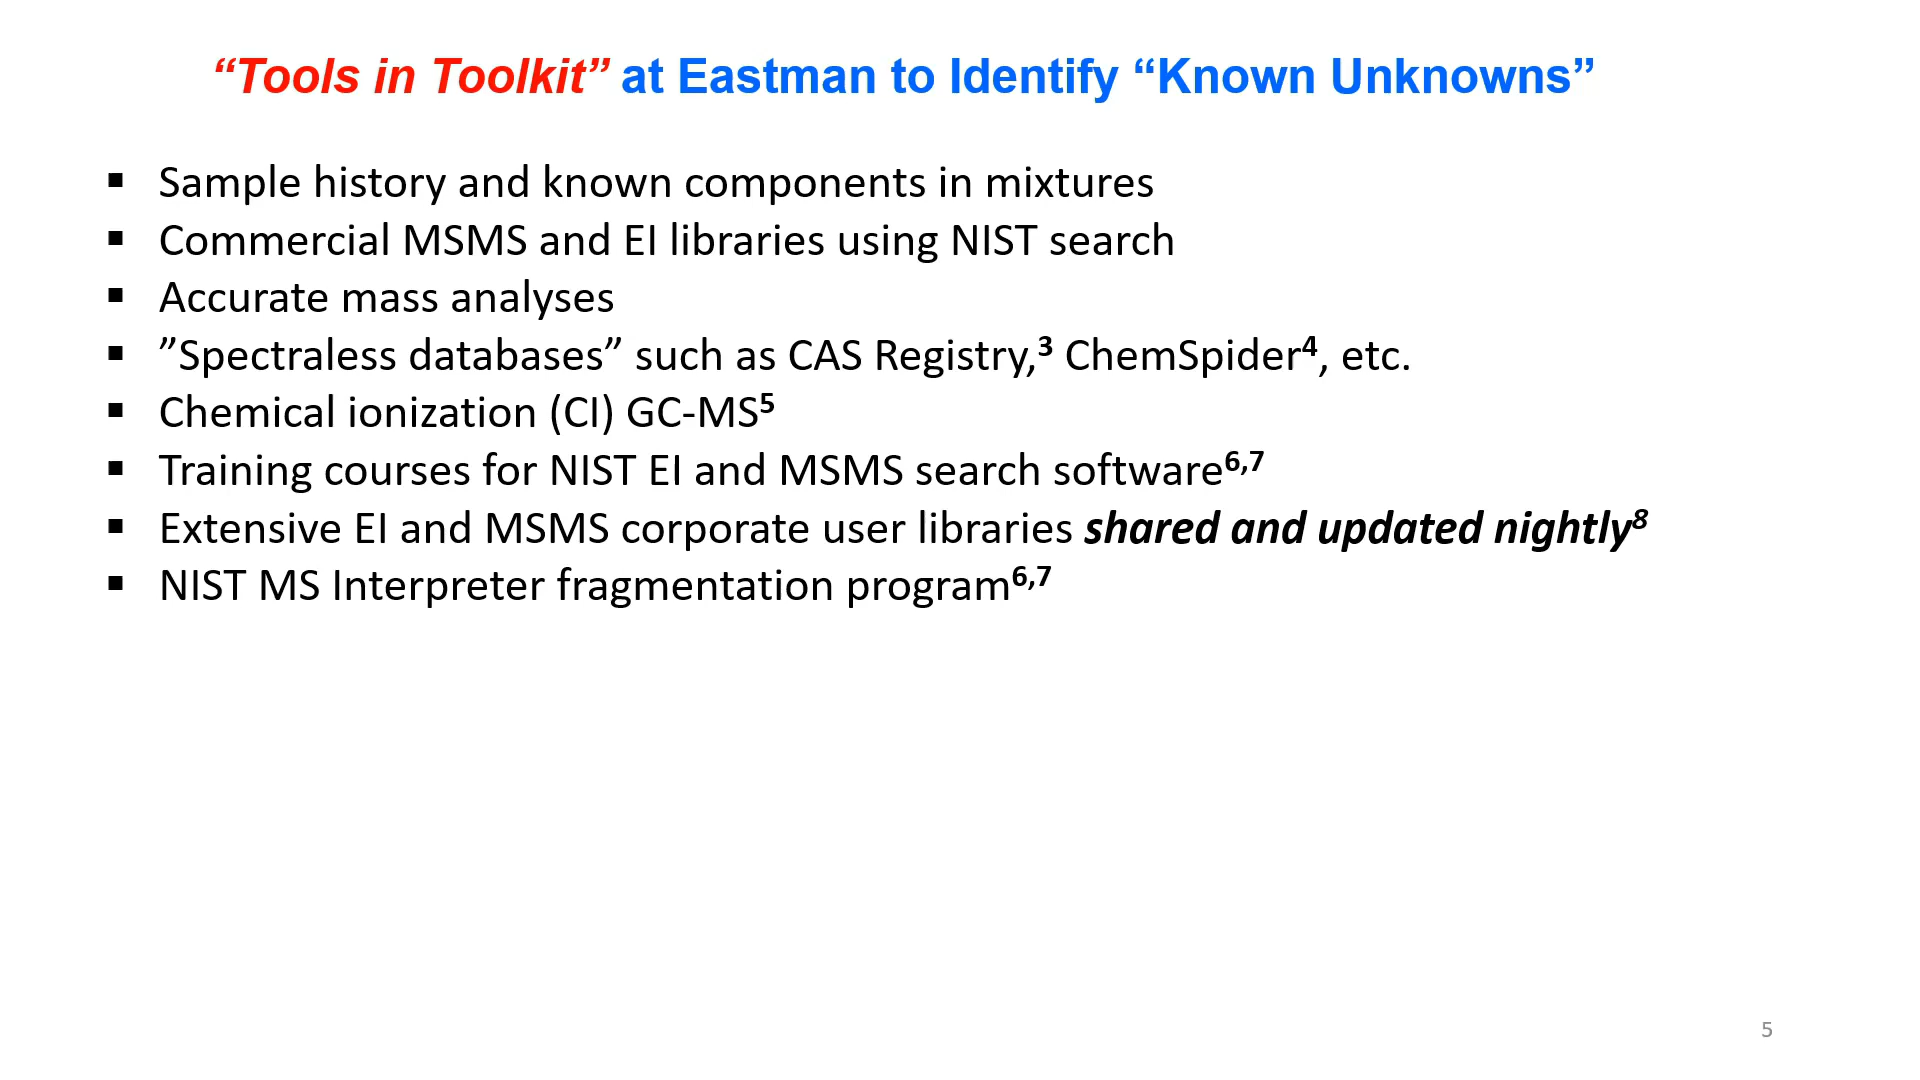 “Tools in Toolkit” at Eastman to Identify “Known Unknowns”
▪ Sample history and known components in mixtures
▪ Commercial MSMS and EI libraries using NIST search
▪ Accurate mass analyses
▪ ”Spectraless databases” such as CAS Registry,³ ChemSpider⁴, etc.
▪ Chemical ionization (CI) GC-MS⁵
▪ Training courses for NIST EI and MSMS search software⁶,⁷
▪ Extensive EI and MSMS corporate user libraries shared and updated nightly⁸
▪ NIST MS Interpreter fragmentation program⁶,⁷
5